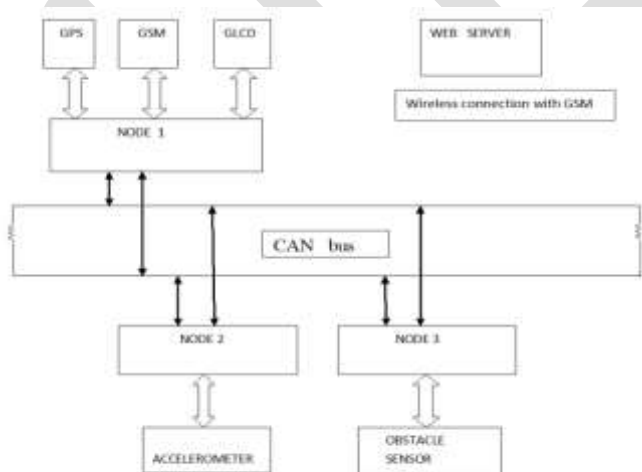 GPS
GSM
GLCD
WEB SERVER
Wireless connection with GSM
NODE 1
CAN bus
NODE 2
NODE 3
ACCELEROMETER
OBSTACLE
SENSOR